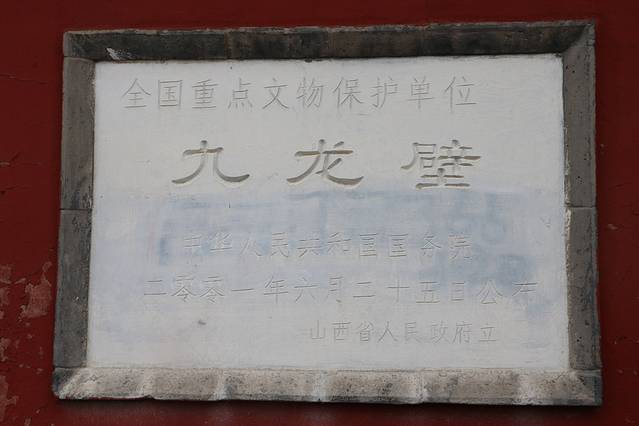 全国重点文物保护单位
九龙壁
中华人民共和国国务院
二零零一年六月二十五日公布
山西省人民政府立